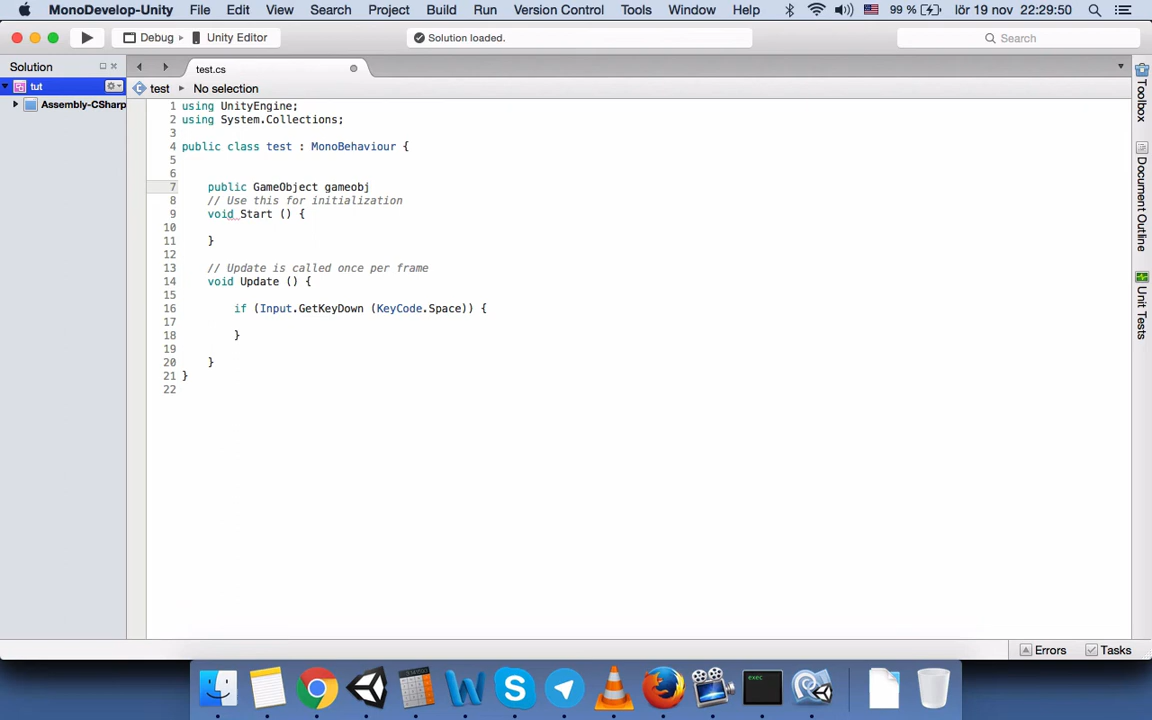 MonoDevelop-Unity File Edit View Search Project Build Run Version Control Tools Window Help 99 % lör 19 nov 22:29:50
Debug Unity Editor Solution loaded. Search
Solution test.cs
tut test No selection
Assembly-CSharp
1 using UnityEngine;
2 using System.Collections;
3
4 public class test : MonoBehaviour {
5
6
7 public GameObject gameobj
8 // Use this for initialization
9 void Start () {
10
11 }
12
13 // Update is called once per frame
14 void Update () {
15
16 if (Input.GetKeyDown (KeyCode.Space)) {
17
18 }
19
20 }
21 }
22
Toolbox
Document Outline
Unit Tests
Errors Tasks
exec